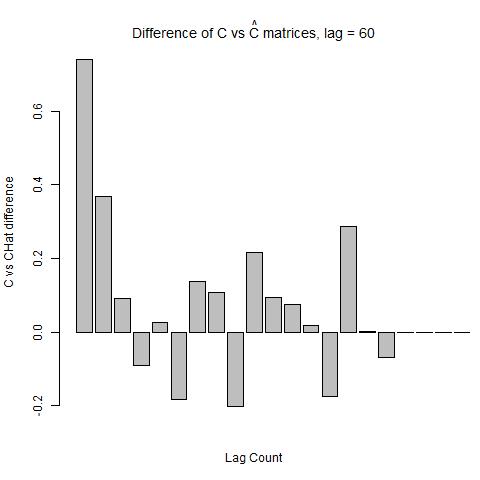 Difference of C vs Ĉ matrices, lag = 60
C vs CHat difference
0.6
0.4
0.2
0.0
-0.2
Lag Count